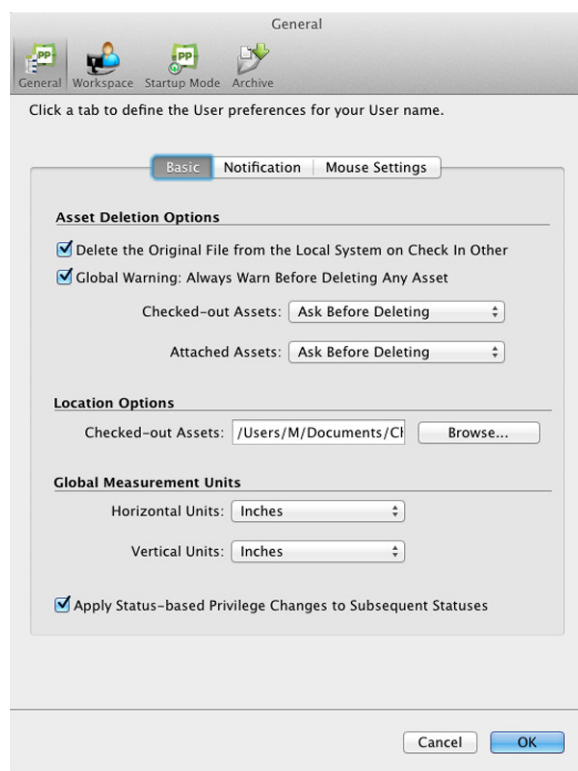 General
General Workspace Startup Mode Archive
Click a tab to define the User preferences for your User name.
Basic Notification Mouse Settings
Asset Deletion Options
Delete the Original File from the Local System on Check In Other
Global Warning: Always Warn Before Deleting Any Asset
Checked-out Assets: Ask Before Deleting
Attached Assets: Ask Before Deleting
Location Options
Checked-out Assets: /Users/M/Documents/Ch Browse...
Global Measurement Units
Horizontal Units: Inches
Vertical Units: Inches
Apply Status-based Privilege Changes to Subsequent Statuses
Cancel OK